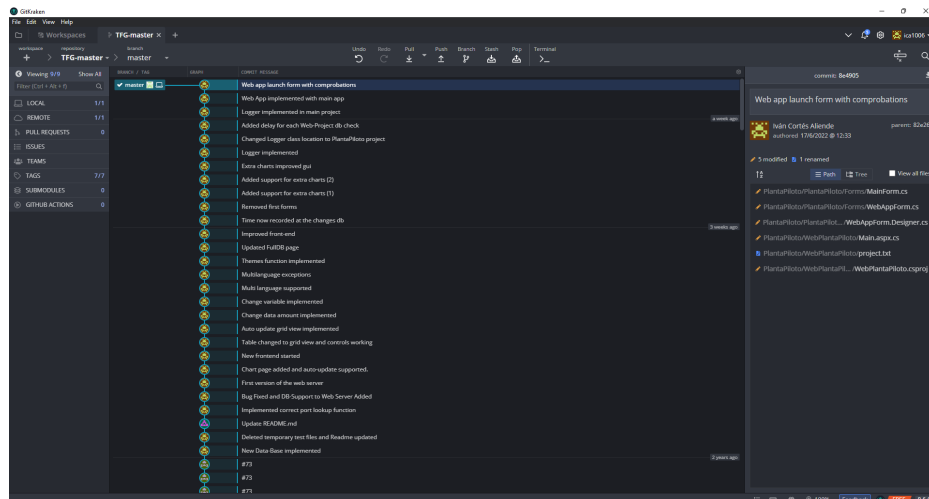 GitKraken
File Edit View Help
Workspaces TFG-master
workspace repository branch
TFG-master master
Undo Redo Pull Push Branch Stash Pop Terminal
ica1006
Viewing 9/9 Show All
Filter (Ctrl + Alt + f)
LOCAL 1/1
REMOTE 1/1
PULL REQUESTS 0
ISSUES
TEAMS
TAGS 7/7
SUBMODULES 0
GITHUB ACTIONS 0
BRANCH / TAG GRAPH COMMIT MESSAGE
master
Web app launch form with comprobations
Web App implemented with main app
Logger implemented in main project
a week ago
Added delay for each Web-Project db check
Changed Logger class location to PlantaPiloto project
Logger implemented
Extra charts improved gui
Added support for extra charts (2)
Added support for extra charts (1)
Removed first forms
Time now recorded at the changes db
3 weeks ago
Improved front-end
Updated FullDB page
Themes function implemented
Multilanguage exceptions
Multi language supported
Change variable implemented
Change data amount implemented
Auto update grid view implemented
Table changed to grid view and controls working
New frontend started
Chart page added and auto-update supported.
First version of the web server
Bug Fixed and DB-Support to Web Server Added
Implemented correct port lookup function
Update README.md
Deleted temporary test files and Readme updated
New Data-Base implemented
2 years ago
#73
#73
#73
commit: 8e4905
Web app launch form with comprobations
Iván Cortés Aliende
authored 17/6/2022 @ 12:33
parent: 82e26
5 modified 1 renamed
Path Tree View all files
PlantaPiloto/PlantaPiloto/Forms/MainForm.cs
PlantaPiloto/PlantaPiloto/Forms/WebAppForm.cs
PlantaPiloto/PlantaPilot... /WebAppForm.Designer.cs
PlantaPiloto/WebPlantaPiloto/Main.aspx.cs
PlantaPiloto/WebPlantaPiloto/project.txt
PlantaPiloto/WebPlantaPil... /WebPlantaPiloto.csproj